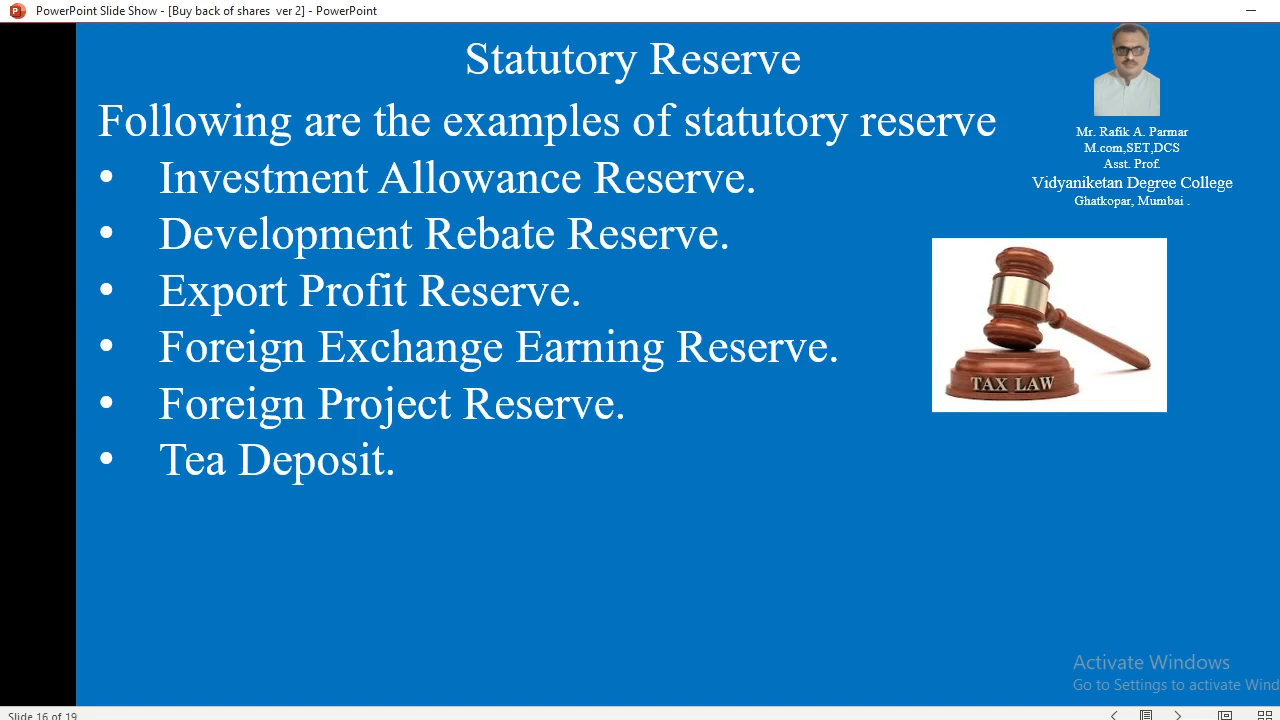 PowerPoint Slide Show - [Buy back of shares ver 2] - PowerPoint
Statutory Reserve
Following are the examples of statutory reserve
• Investment Allowance Reserve.
• Development Rebate Reserve.
• Export Profit Reserve.
• Foreign Exchange Earning Reserve.
• Foreign Project Reserve.
• Tea Deposit.
Mr. Rafik A. Parmar
M.com,SET,DCS
Asst. Prof.
Vidyaniketan Degree College
Ghatkopar, Mumbai .
TAX LAW
Activate Windows
Go to Settings to activate Wind
Slide 16 of 19